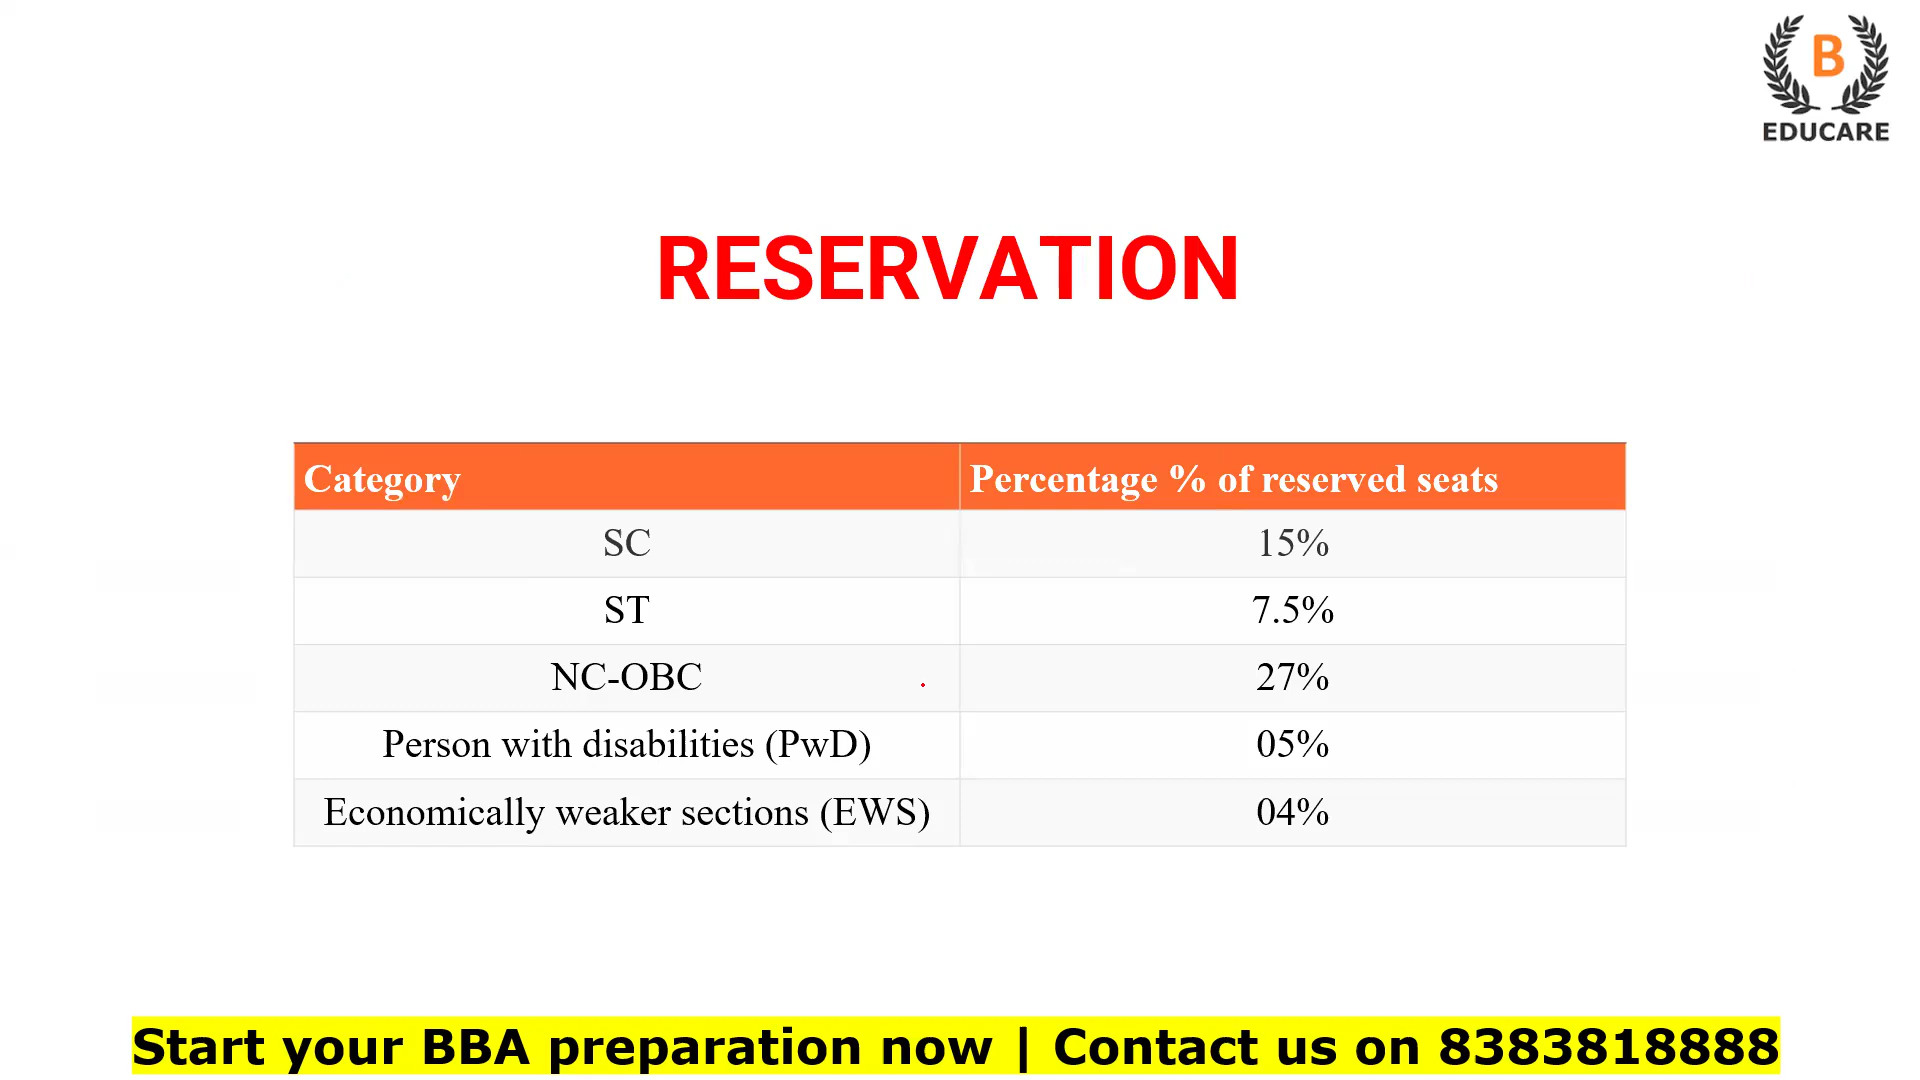 B
EDUCARE
RESERVATION
Category Percentage % of reserved seats
SC 15%
ST 7.5%
NC-OBC 27%
Person with disabilities (PwD) 05%
Economically weaker sections (EWS) 04%
Start your BBA preparation now | Contact us on 8383818888